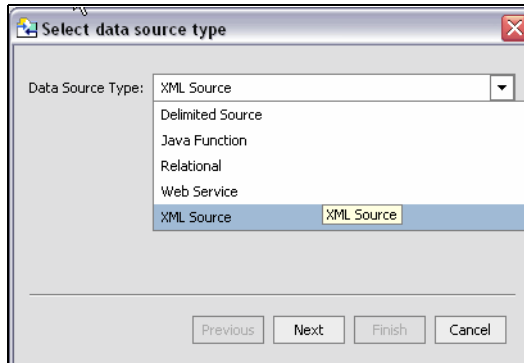 Select data source type
Data Source Type: XML Source
Delimited Source
Java Function
Relational
Web Service
XML Source XML Source
Previous Next Finish Cancel